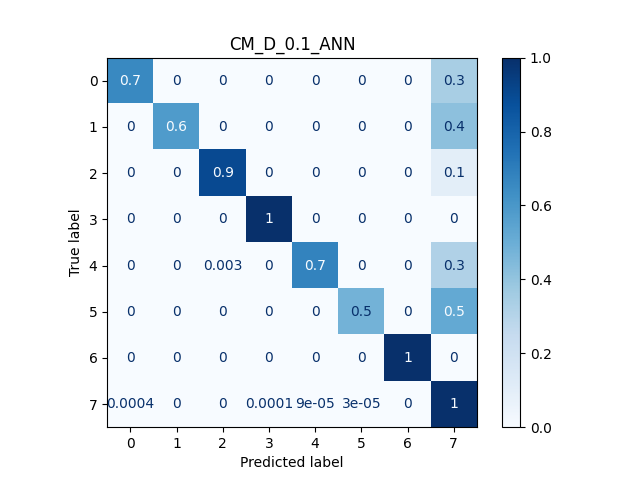 CM_D_0.1_ANN
0 0.7 0 0 0 0 0 0 0.3
1 0 0.6 0 0 0 0 0 0.4
2 0 0 0.9 0 0 0 0 0.1
3 0 0 0 1 0 0 0 0
4 0 0 0.003 0 0.7 0 0 0.3
5 0 0 0 0 0 0.5 0 0.5
6 0 0 0 0 0 0 1 0
7 0.0004 0 0 0.0001 9e-05 3e-05 0 1
0 1 2 3 4 5 6 7
Predicted label
True label
1.0
0.8
0.6
0.4
0.2
0.0